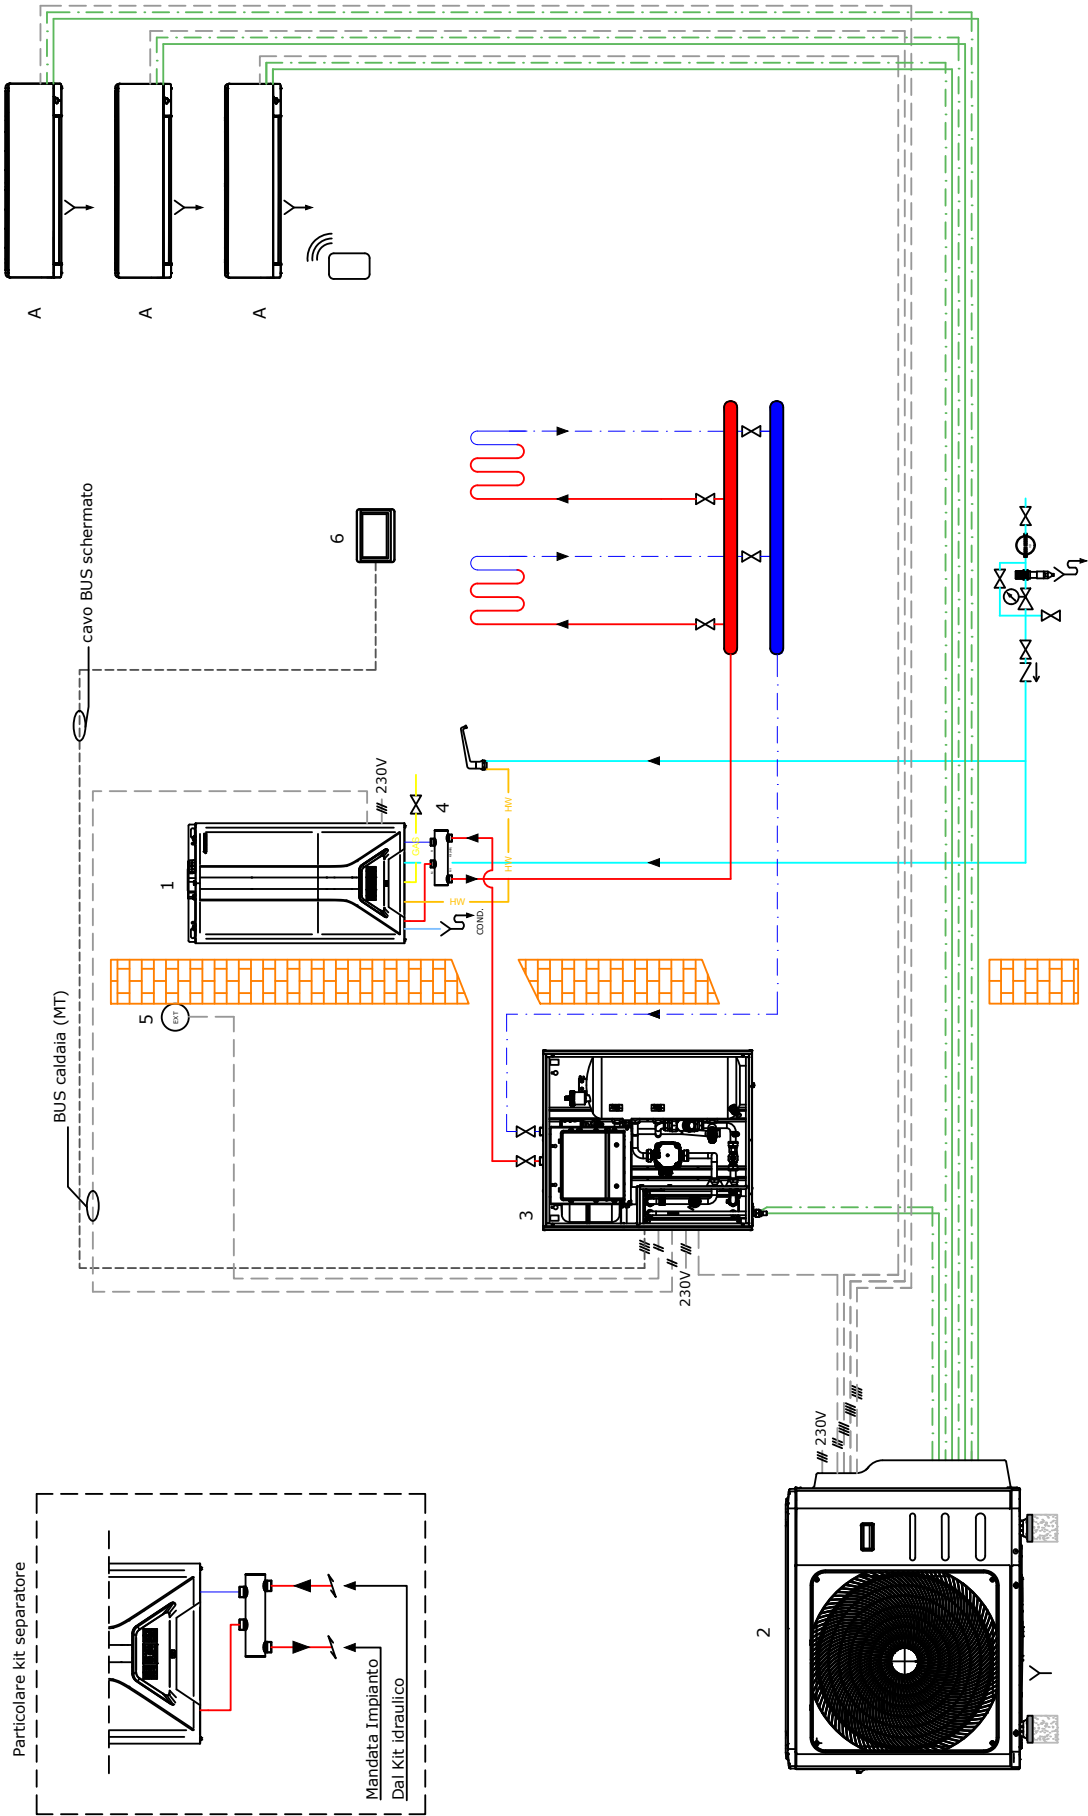 A
A
A
6
cavo BUS schermato
230V
4
1
GAS
HW
HW
HW
COND.
5
EXT
BUS caldaia (MT)
3
230V
230V
2
Particolare kit separatore
Mandata Impianto
Dal Kit idraulico